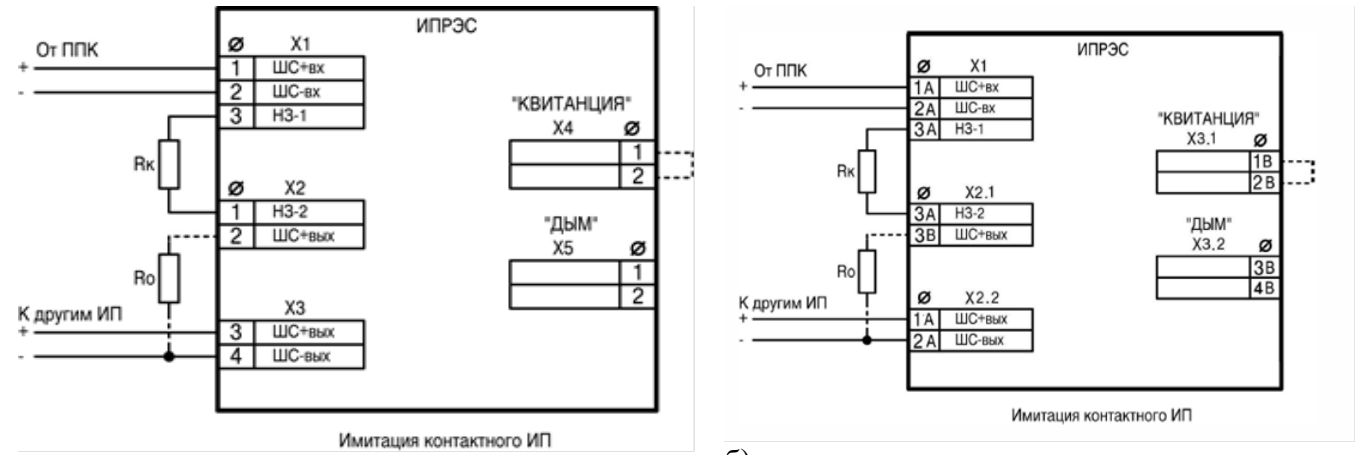 ИПРЭС
Ø X1
От ППК
+ 1 ШС+вх
- 2 ШС-вх
3 НЗ-1
"КВИТАНЦИЯ"
X4 Ø
1
2
Rк
Ø X2
1 НЗ-2
2 ШС+вых
"ДЫМ"
X5 Ø
1
2
Rо
X3
К другим ИП
+ 3 ШС+вых
- 4 ШС-вых
Имитация контактного ИП
ИПРЭС
Ø X1
От ППК
+ 1А ШС+вх
- 2А ШС-вх
3А НЗ-1
"КВИТАНЦИЯ"
X3.1 Ø
1В
2В
Rк
Ø X2.1
3А НЗ-2
3В ШС+вых
"ДЫМ"
X3.2 Ø
3В
4В
Rо
Ø X2.2
К другим ИП
+ 1А ШС+вых
- 2А ШС-вых
Имитация контактного ИП
б)